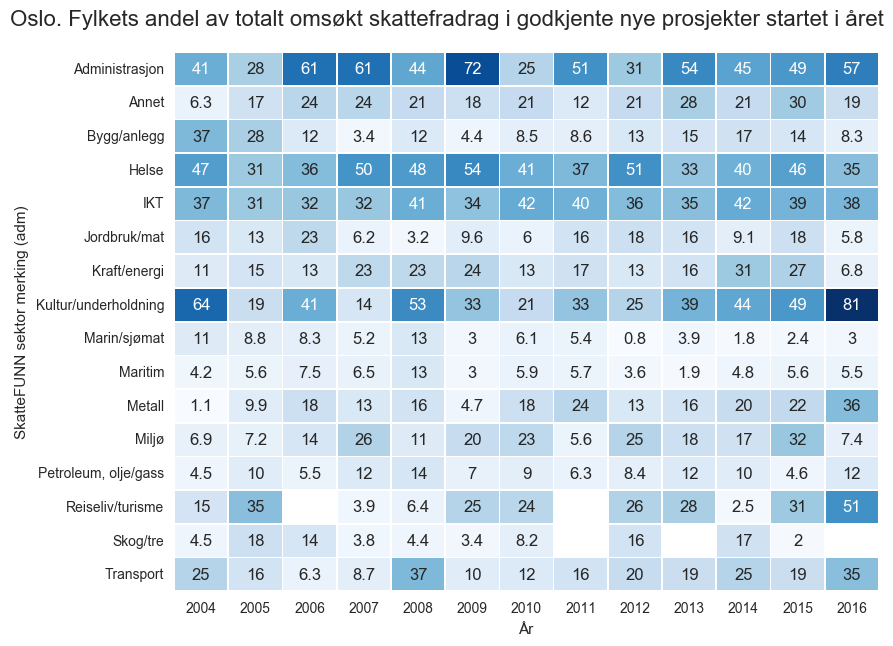 Oslo. Fylkets andel av totalt omsøkt skattefradrag i godkjente nye prosjekter startet i året
SkatteFUNN sektor merking (adm)
Administrasjon 41 28 61 61 44 72 25 51 31 54 45 49 57
Annet 6.3 17 24 24 21 18 21 12 21 28 21 30 19
Bygg/anlegg 37 28 12 3.4 12 4.4 8.5 8.6 13 15 17 14 8.3
Helse 47 31 36 50 48 54 41 37 51 33 40 46 35
IKT 37 31 32 32 41 34 42 40 36 35 42 39 38
Jordbruk/mat 16 13 23 6.2 3.2 9.6 6 16 18 16 9.1 18 5.8
Kraft/energi 11 15 13 23 23 24 13 17 13 16 31 27 6.8
Kultur/underholdning 64 19 41 14 53 33 21 33 25 39 44 49 81
Marin/sjømat 11 8.8 8.3 5.2 13 3 6.1 5.4 0.8 3.9 1.8 2.4 3
Maritim 4.2 5.6 7.5 6.5 13 3 5.9 5.7 3.6 1.9 4.8 5.6 5.5
Metall 1.1 9.9 18 13 16 4.7 18 24 13 16 20 22 36
Miljø 6.9 7.2 14 26 11 20 23 5.6 25 18 17 32 7.4
Petroleum, olje/gass 4.5 10 5.5 12 14 7 9 6.3 8.4 12 10 4.6 12
Reiseliv/turisme 15 35 3.9 6.4 25 24 26 28 2.5 31 51
Skog/tre 4.5 18 14 3.8 4.4 3.4 8.2 16 17 2
Transport 25 16 6.3 8.7 37 10 12 16 20 19 25 19 35
2004 2005 2006 2007 2008 2009 2010 2011 2012 2013 2014 2015 2016
År